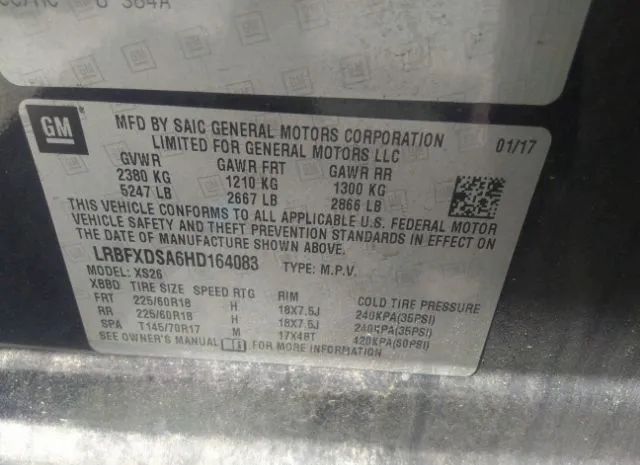 384A
GM
MFD BY SAIC GENERAL MOTORS CORPORATION 01/17
LIMITED FOR GENERAL MOTORS LLC
GVWR GAWR FRT GAWR RR
2380 KG 1210 KG 1300 KG
5247 LB 2667 LB 2866 LB
THIS VEHICLE CONFORMS TO ALL APPLICABLE U.S. FEDERAL MOTOR
VEHICLE SAFETY AND THEFT PREVENTION STANDARDS IN EFFECT ON
THE DATE OF MANUFACTURE SHOWN ABOVE.
LRBFXDSA6HD164083 TYPE: M.P.V.
MODEL: XS26
XBBD TIRE SIZE SPEED RTG RIM COLD TIRE PRESSURE
FRT 225/60R18 H 18X7.5J 240KPA(35PSI)
RR 225/60R18 H 18X7.5J 240KPA(35PSI)
SPA T145/70R17 M 17X4BT 420KPA(60PSI)
SEE OWNER'S MANUAL FOR MORE INFORMATION